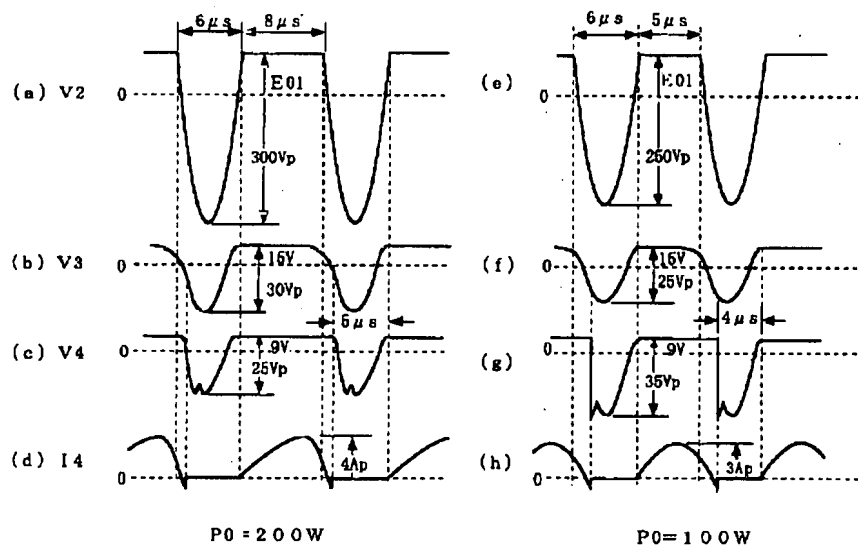 6μs 8μs
(a) V2 0 E01 300Vp
(b) V3 0 15V 30Vp
5μs
(c) V4 0 9V 25Vp
(d) I4 0 4Ap
P0=200W
6μs 5μs
(e) 0 E01 250Vp
(f) 0 15V 25Vp
4μs
(g) 0 9V 35Vp
(h) 0 3Ap
P0=100W